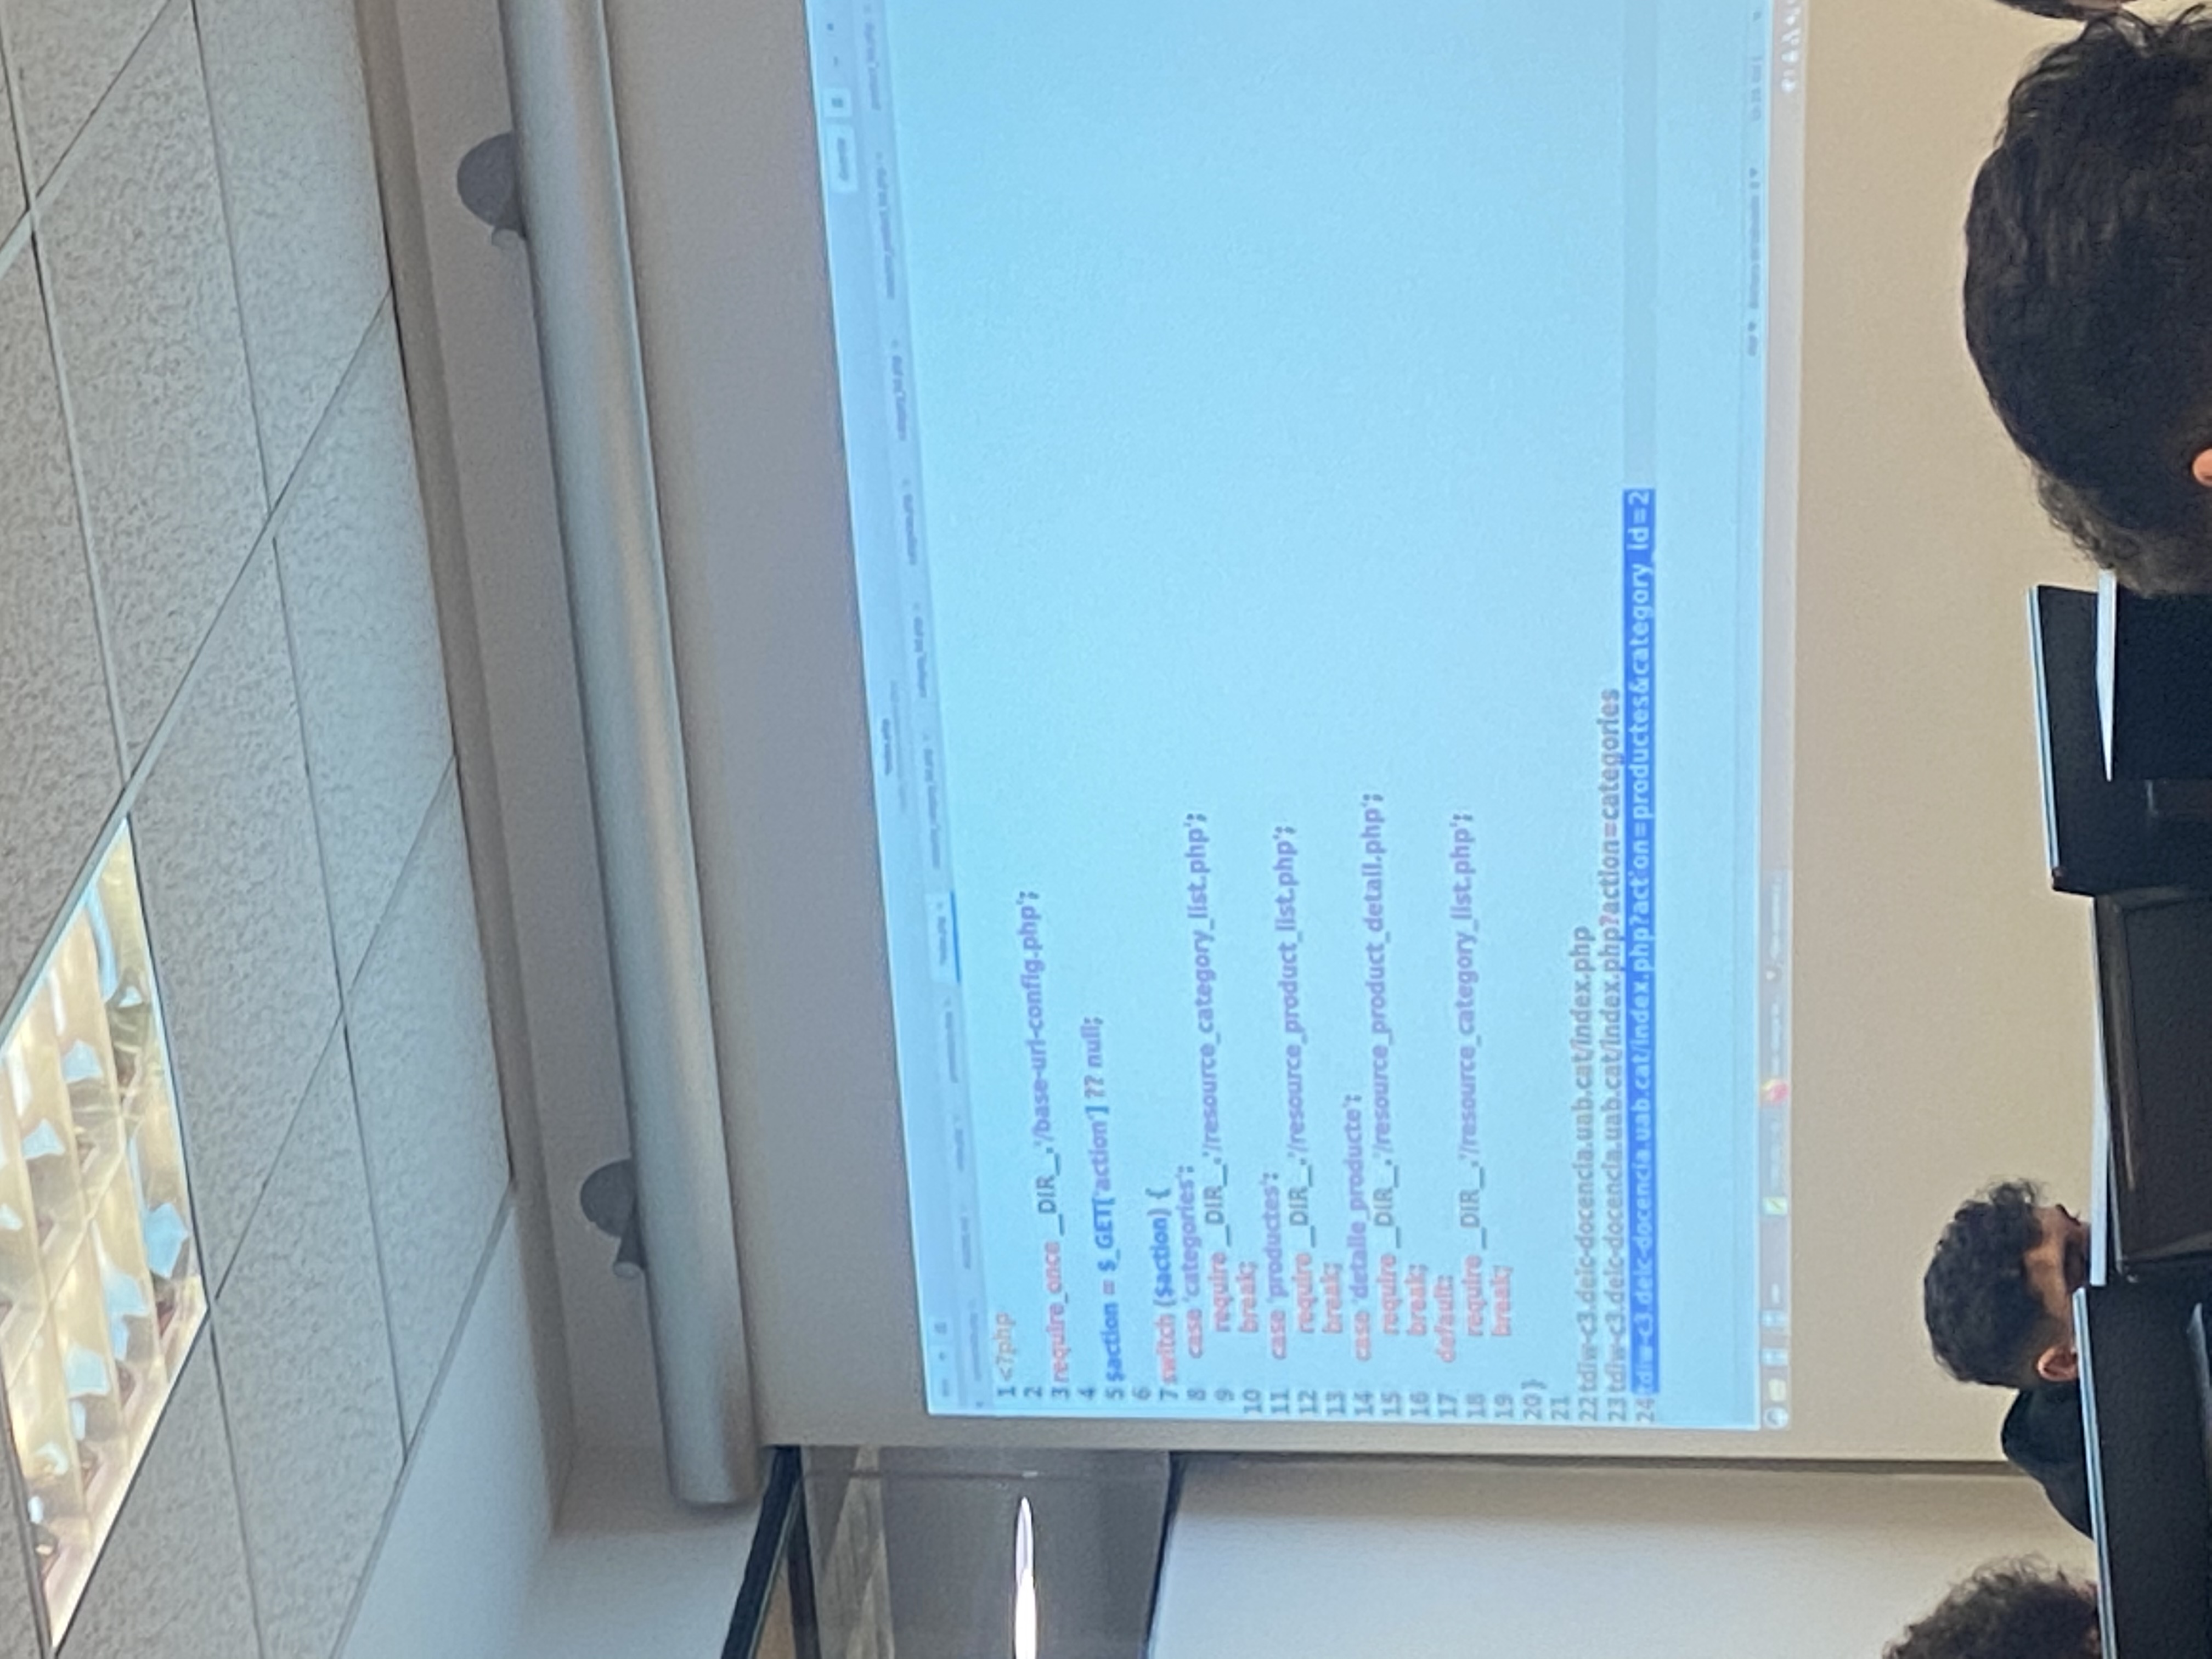 *index.php
1 <?php
2
3 require_once __DIR__.'/base-url-config.php';
4
5 $action = $_GET['action'] ?? null;
6
7 switch ($action) {
8 case 'categories':
9 require __DIR__.'/resource_category_list.php';
10 break;
11 case 'productes':
12 require __DIR__.'/resource_product_list.php';
13 break;
14 case 'detalle_producte':
15 require __DIR__.'/resource_product_detail.php';
16 break;
17 default:
18 require __DIR__.'/resource_category_list.php';
19 break;
20 }
21
22 tdiw-c3.deic-docencia.uab.cat/index.php
23 tdiw-c3.deic-docencia.uab.cat/index.php?action=categories
24 tdiw-c3.deic-docencia.uab.cat/index.php?action=productes&category_id=2